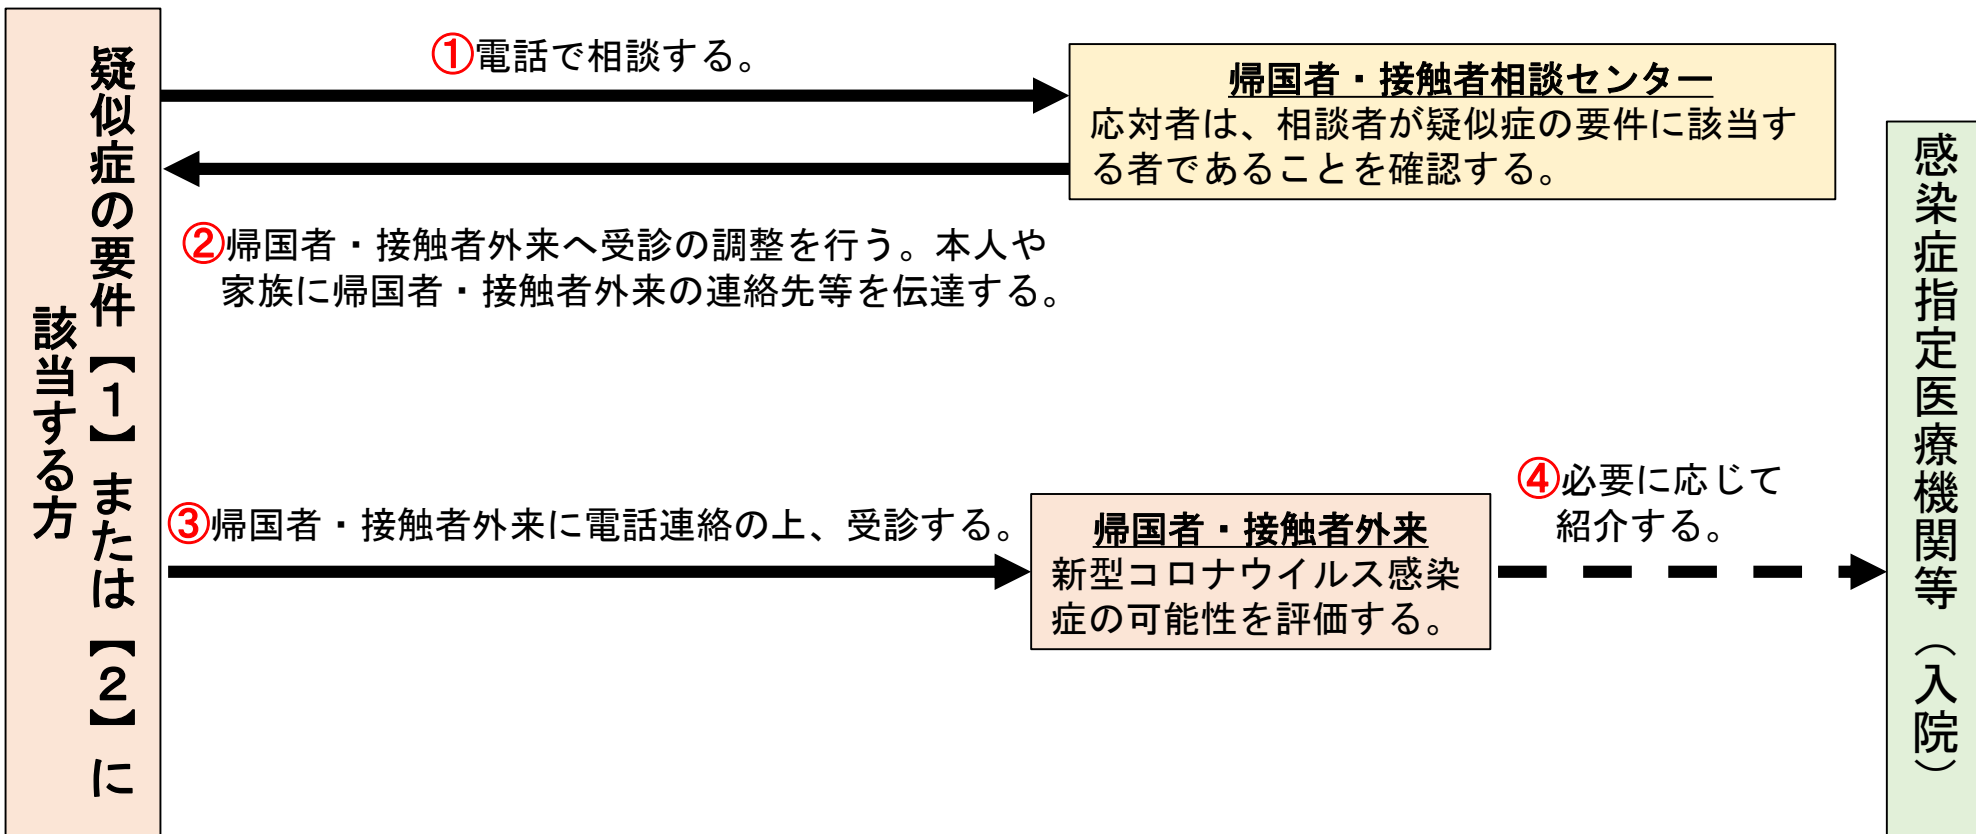 疑似症の要件【１】または【２】に
該当する方
①電話で相談する。
帰国者・接触者相談センター
応対者は、相談者が疑似症の要件に該当す
る者であることを確認する。
②帰国者・接触者外来へ受診の調整を行う。本人や
家族に帰国者・接触者外来の連絡先等を伝達する。
③帰国者・接触者外来に電話連絡の上、受診する。
帰国者・接触者外来
新型コロナウイルス感染
症の可能性を評価する。
④必要に応じて
紹介する。
感染症指定医療機関等（入院）